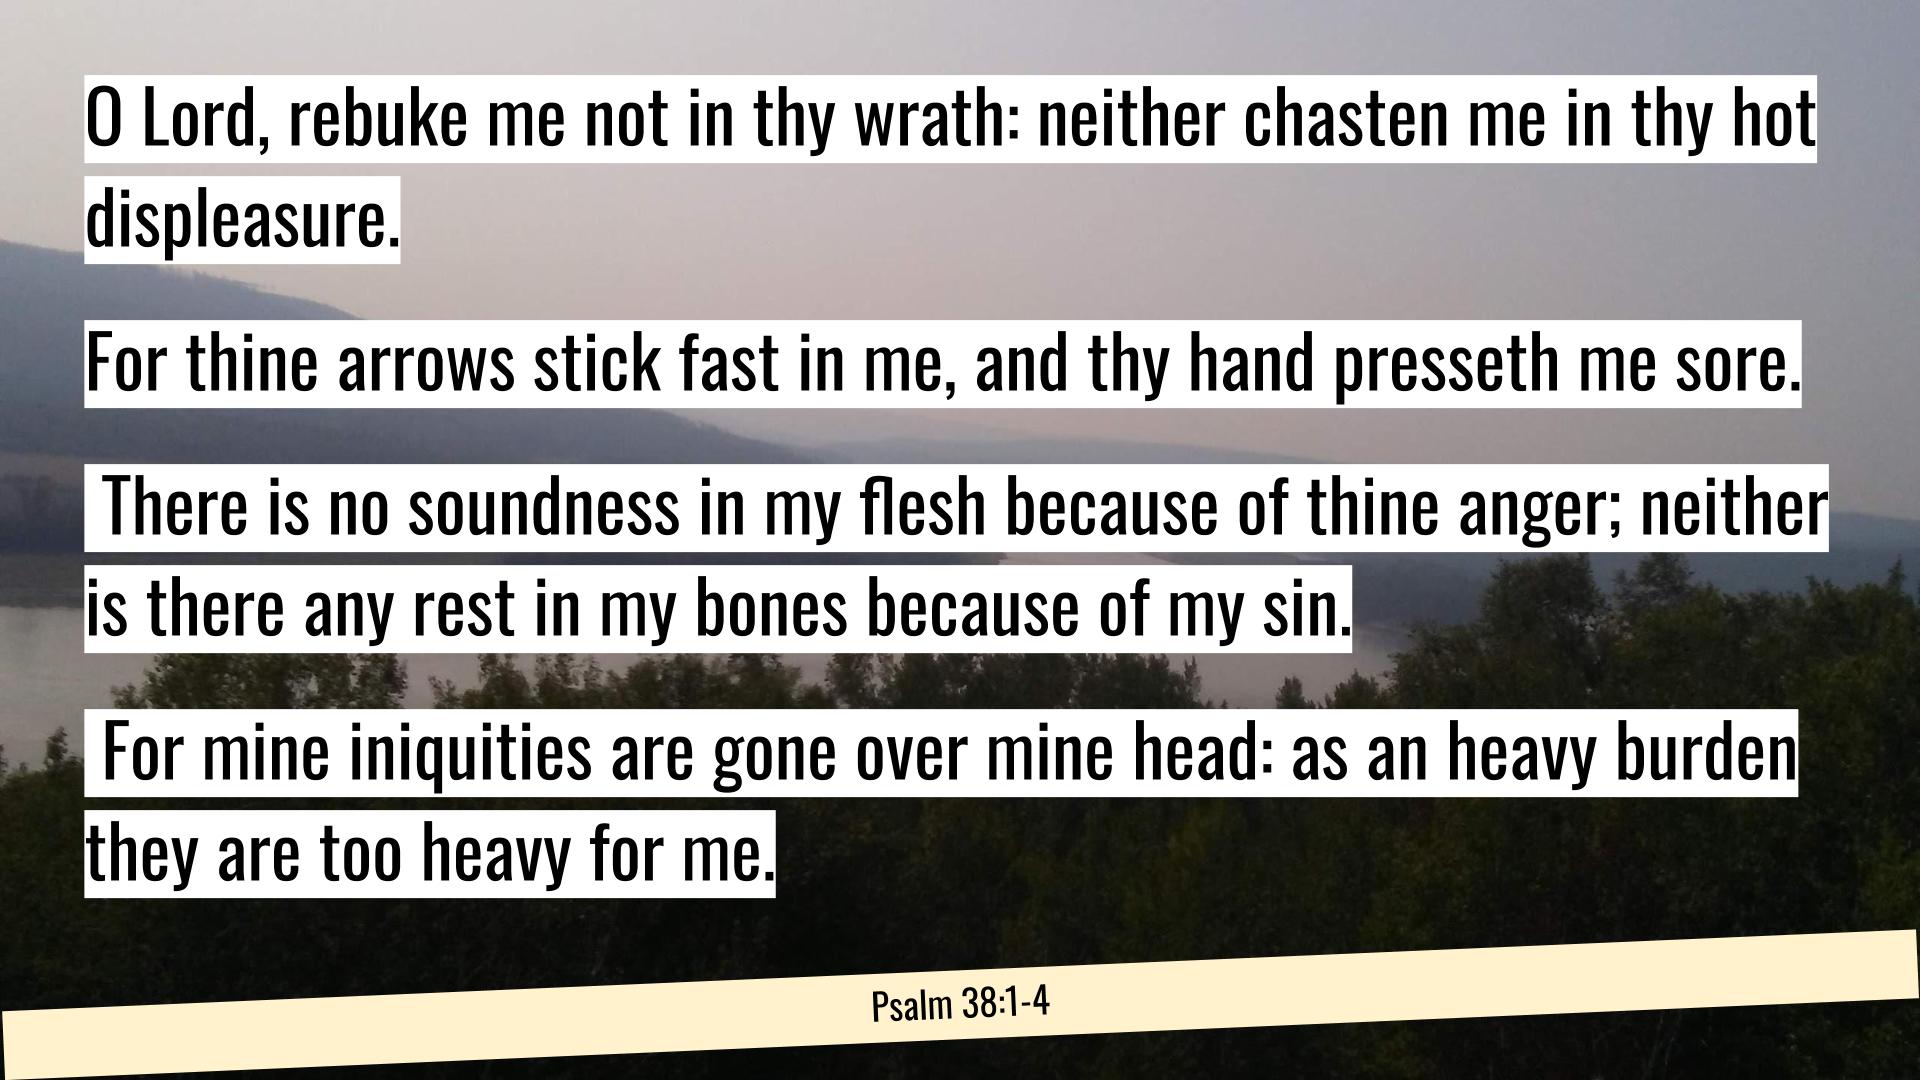 O Lord, rebuke me not in thy wrath: neither chasten me in thy hot
displeasure.
For thine arrows stick fast in me, and thy hand presseth me sore.
There is no soundness in my flesh because of thine anger; neither
is there any rest in my bones because of my sin.
For mine iniquities are gone over mine head: as an heavy burden
they are too heavy for me.
Psalm 38:1-4